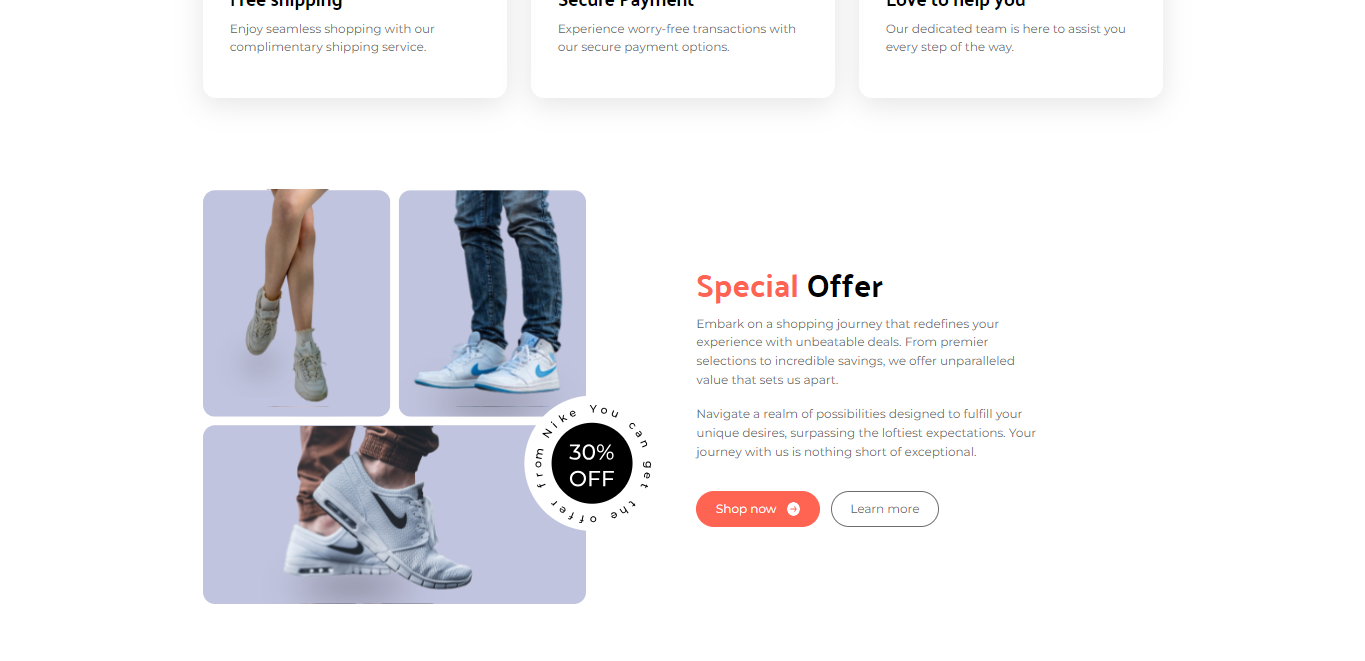 Free shipping
Enjoy seamless shopping with our
complimentary shipping service.
Secure Payment
Experience worry-free transactions with
our secure payment options.
Love to help you
Our dedicated team is here to assist you
every step of the way.
You can get the offer from Nike
30%
OFF
Special Offer
Embark on a shopping journey that redefines your
experience with unbeatable deals. From premier
selections to incredible savings, we offer unparalleled
value that sets us apart.
Navigate a realm of possibilities designed to fulfill your
unique desires, surpassing the loftiest expectations. Your
journey with us is nothing short of exceptional.
Shop now
Learn more